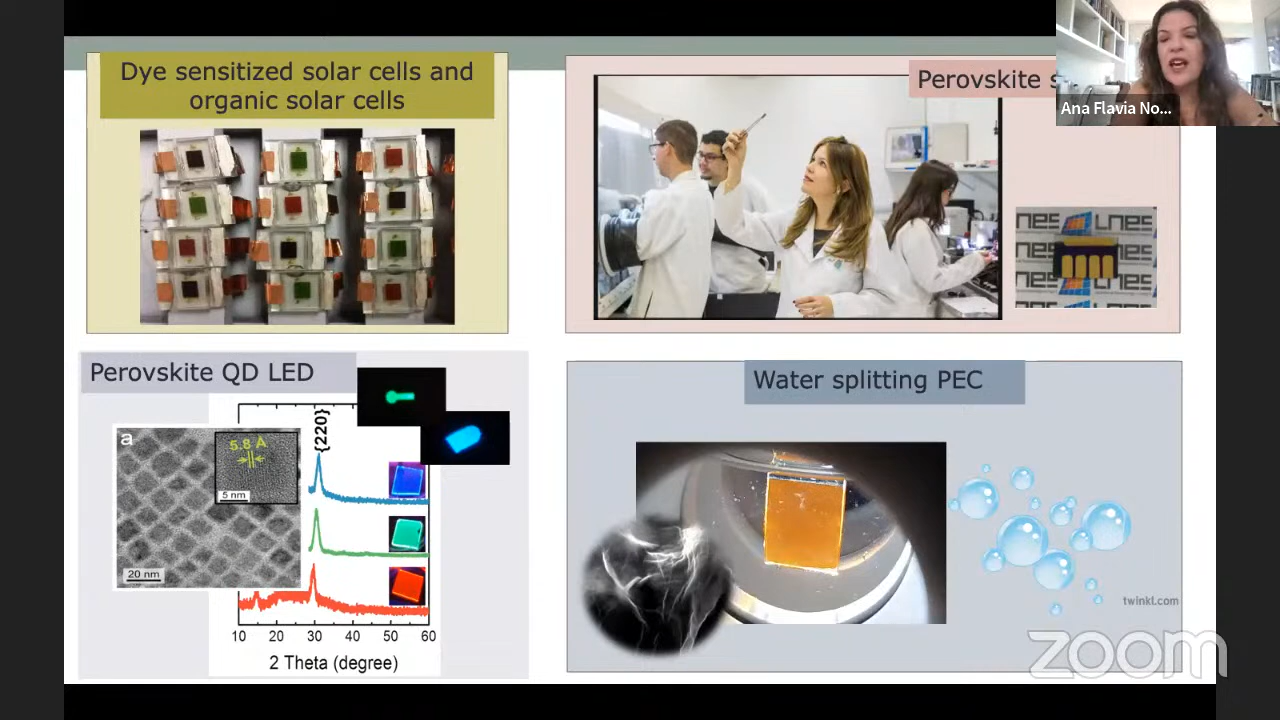 Dye sensitized solar cells and
organic solar cells
Perovskite s
Ana Flavia No...
LNES
Perovskite QD LED
a
5.8 Å
5 nm
20 nm
{220}
10 20 30 40 50 60
2 Theta (degree)
Water splitting PEC
twinkl.com
zoom